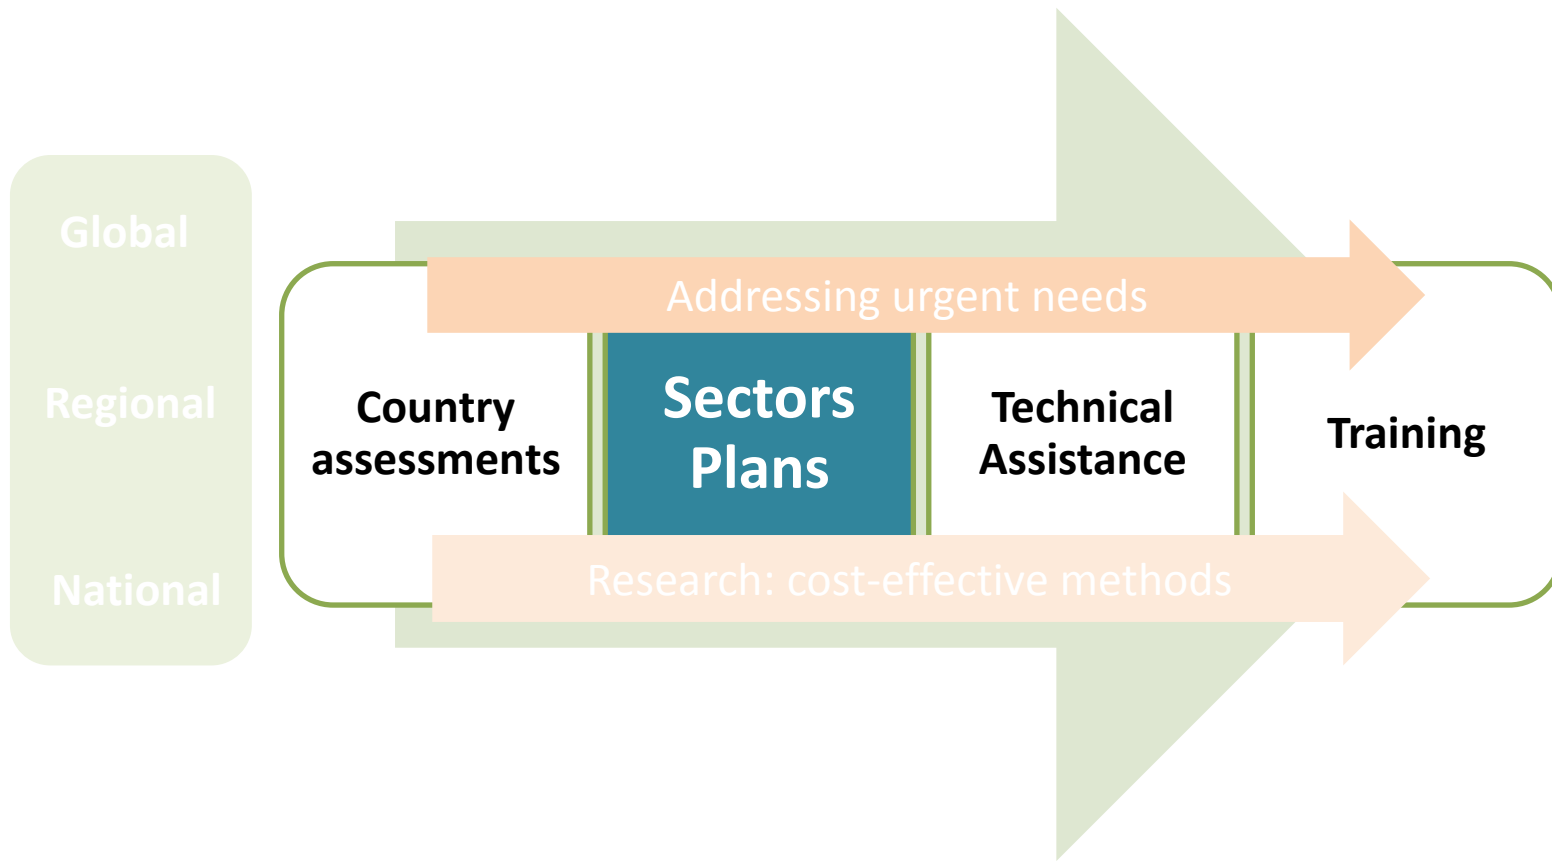 Global
Regional
National
Addressing urgent needs
Country
assessments
Sectors
Plans
Technical
Assistance
Training
Research: cost-effective methods